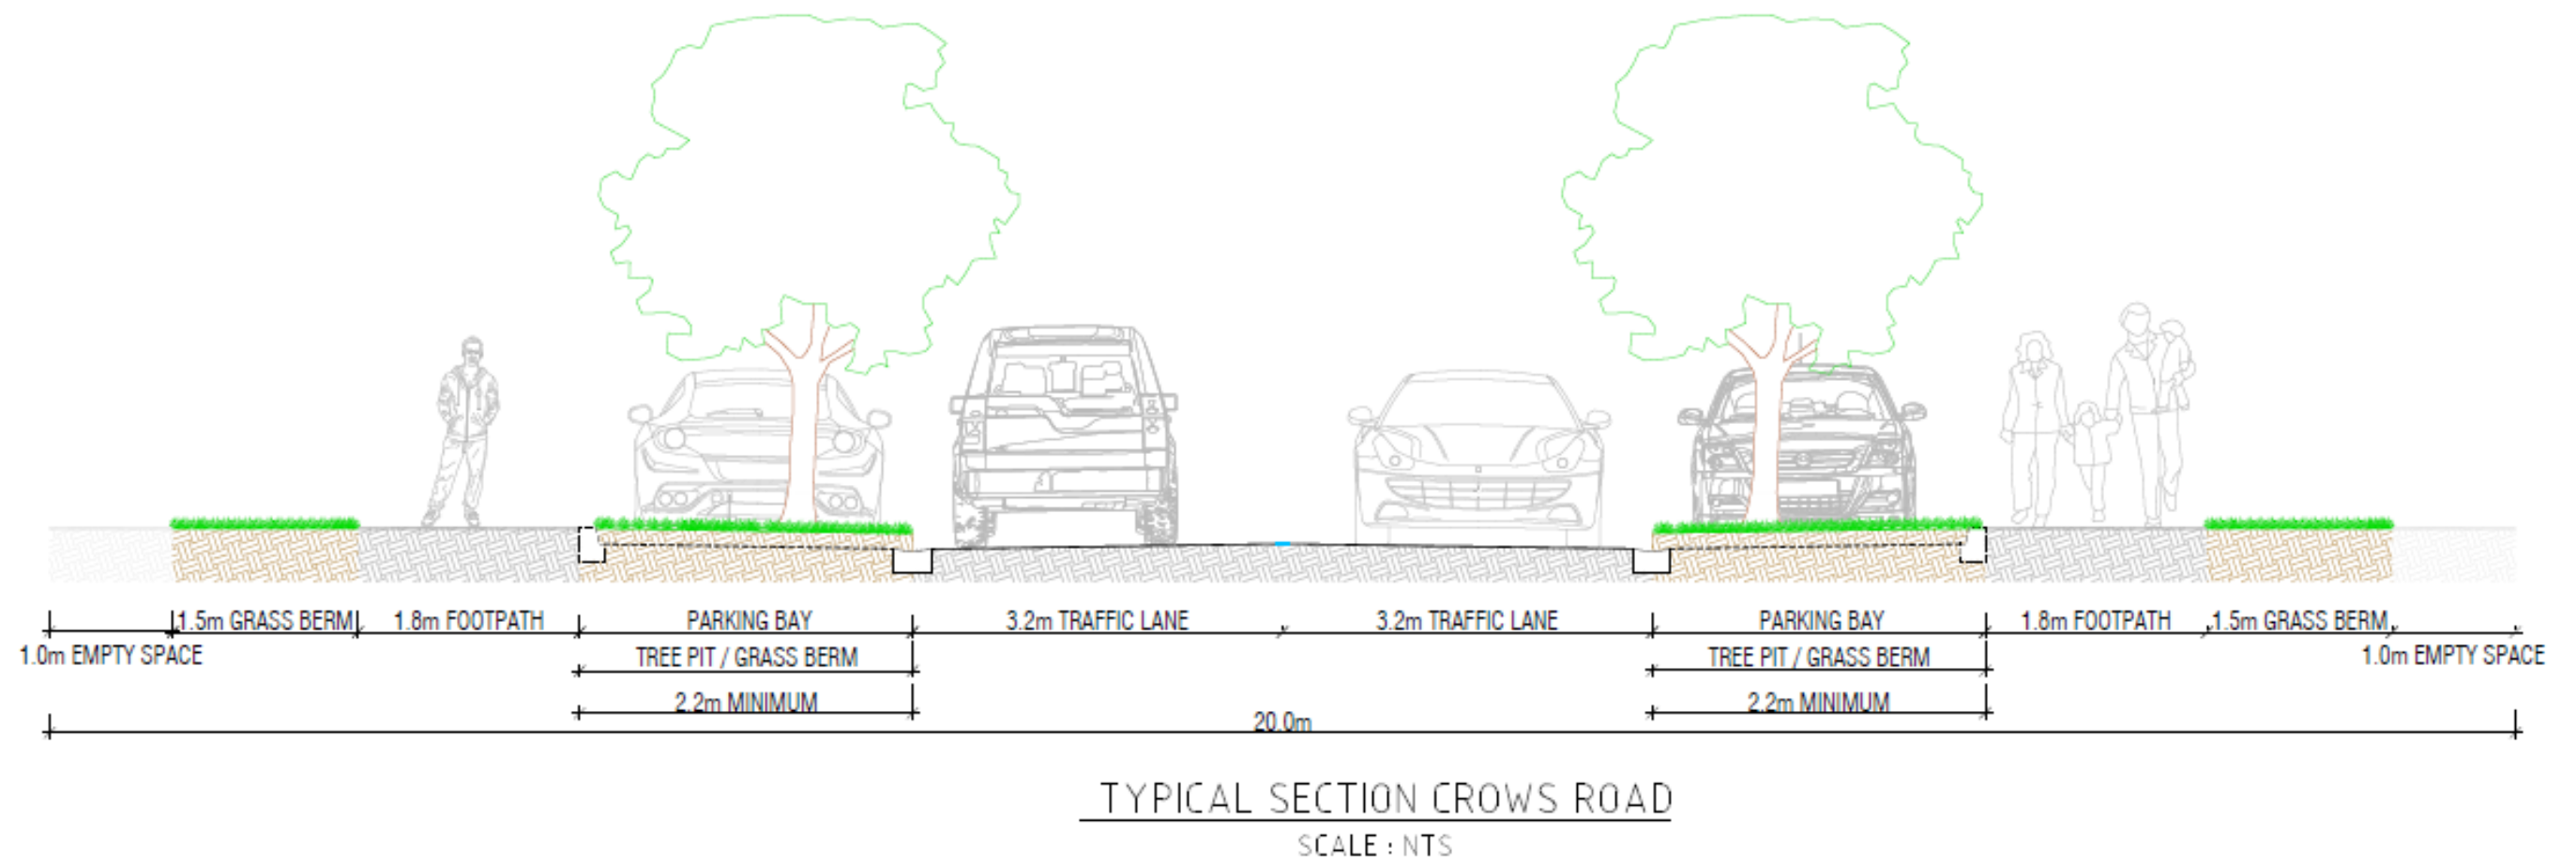 1.5m GRASS BERM 1.8m FOOTPATH PARKING BAY 3.2m TRAFFIC LANE 3.2m TRAFFIC LANE PARKING BAY 1.8m FOOTPATH 1.5m GRASS BERM
1.0m EMPTY SPACE TREE PIT / GRASS BERM TREE PIT / GRASS BERM 1.0m EMPTY SPACE
2.2m MINIMUM 2.2m MINIMUM
20.0m
TYPICAL SECTION CROWS ROAD
SCALE : NTS